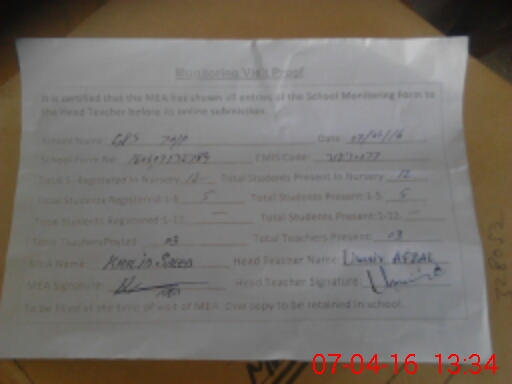 Monitoring Visit Proof
It is certified that the MEA has shown all entries of the School Monitoring Form to
the Head Teacher before its online submission.
School Name: GPS Date:
School Form No: EMIS Code:
Total S. Registered in Nursery: 12 Total Students Present in Nursery 12
Total Students Registered: 1-5 5 Total Students Present: 1-5. 5
Total Students Registered: 1-12: — Total Students Present: 1-12: —
Total Teachers Posted: 03 Total Teachers Present: 03
MEA Name: Head Teacher Name: Umair AFZAL
MEA Signature: Head Teacher Signature:
To be filled at the time of visit of MEA. One copy to be retained in school.
07-04-16 13:34